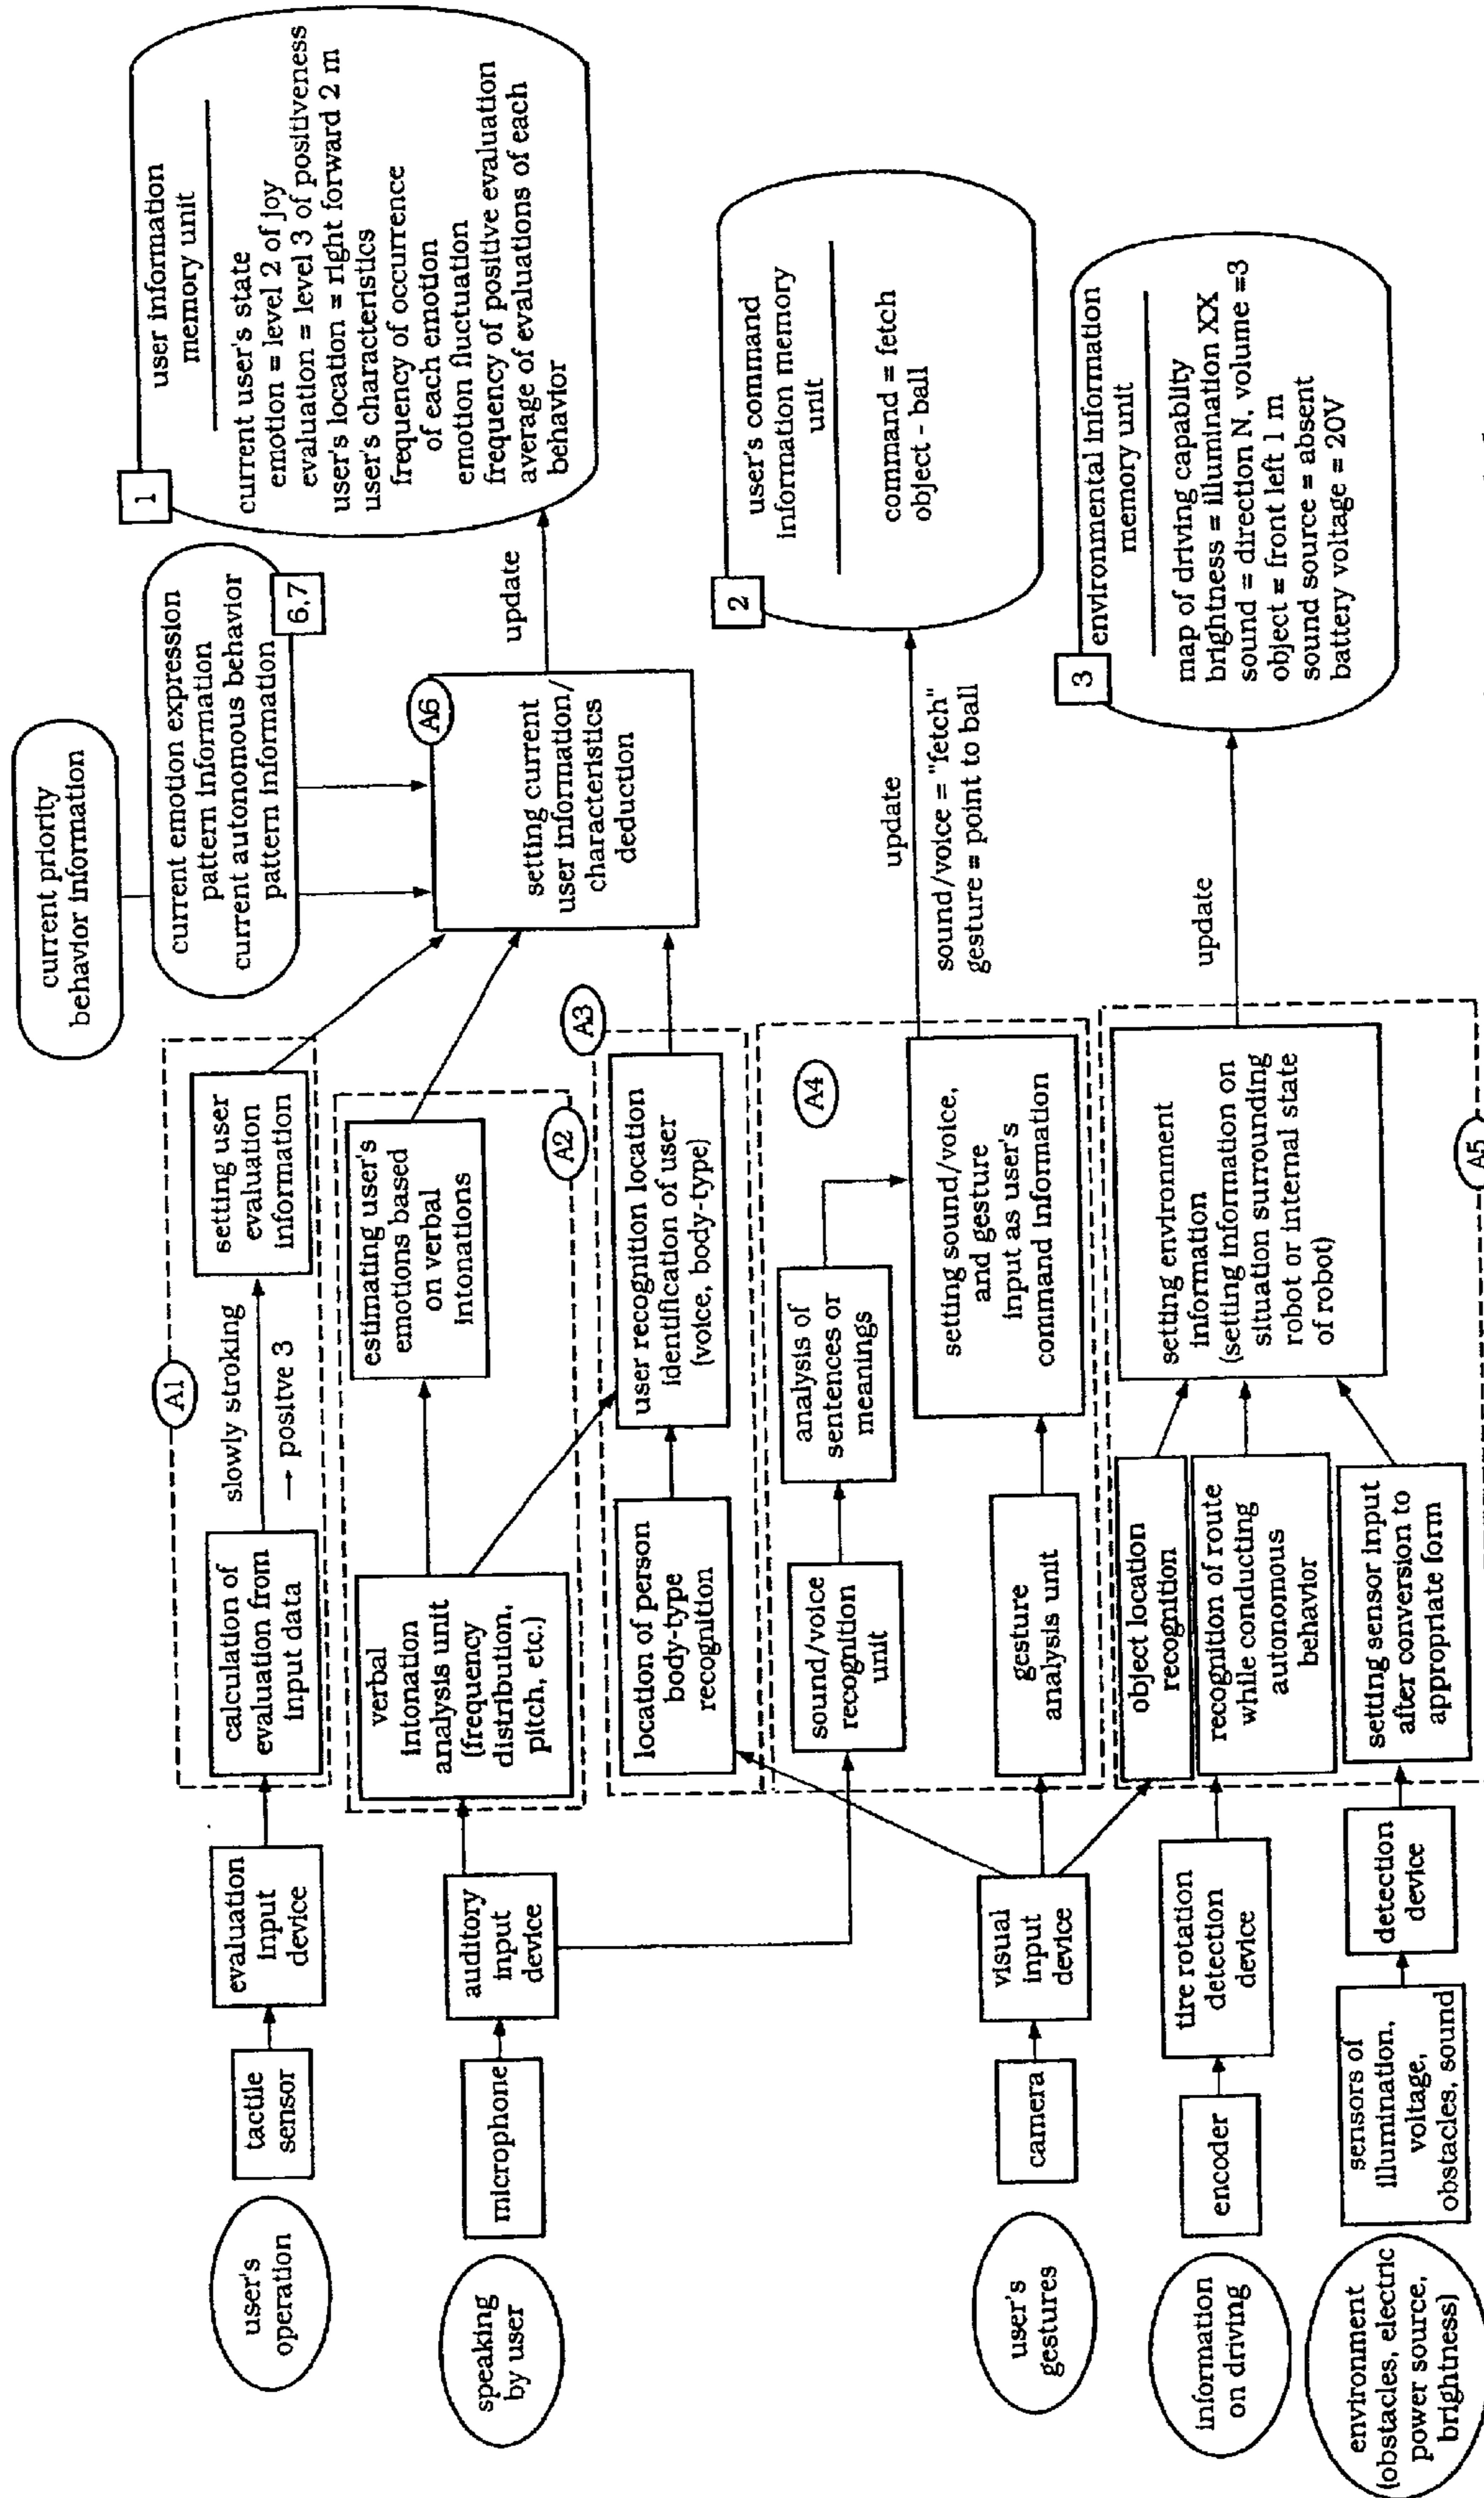 current priority
behavior information
current emotion expression
pattern information
current autonomous behavior
pattern information
6,7
user's
operation
tactile
sensor
evaluation
input
device
A1
calculation of
evaluation from
input data
slowly stroking
→ positve 3
setting user
evaluation
information
speaking
by user
microphone
auditory
input
device
verbal
intonation
analysis unit
(frequency
distribution,
pitch, etc.)
estimating user's
emotions based
on verbal
intonations
A2
A3
location of person
body-type
recognition
user recognition location
identification of user
(voice, body-type)
A6
setting current
user information/
characteristics
deduction
update
1
user information
memory unit
current user's state
emotion = level 2 of joy
evaluation = level 3 of positiveness
user's location = right forward 2 m
user's characteristics
frequency of occurrence
of each emotion
emotion fluctuation
frequency of positive evaluation
average of evaluations of each
behavior
A4
sound/voice
recognition
unit
analysis of
sentences or
meanings
user's
gestures
camera
visual
input
device
gesture
analysis unit
setting sound/voice,
and gesture
input as user's
command information
update
sound/voice = "fetch"
gesture = point to ball
2
user's command
information memory
unit
command = fetch
object - ball
information
on driving
encoder
tire rotation
detection
device
object location
recognition
recognition of route
while conducting
autonomous
behavior
environment
(obstacles, electric
power source,
brightness)
sensors of
illumination,
voltage,
obstacles, sound
detection
device
setting sensor input
after conversion to
appropriate form
setting environment
information
(setting information on
situation surrounding
robot or internal state
of robot)
A5
update
3
environmental information
memory unit
map of driving capablity
brightness = illumination XX
sound = direction N, volume =3
object = front left 1 m
sound source = absent
battery voltage = 20V